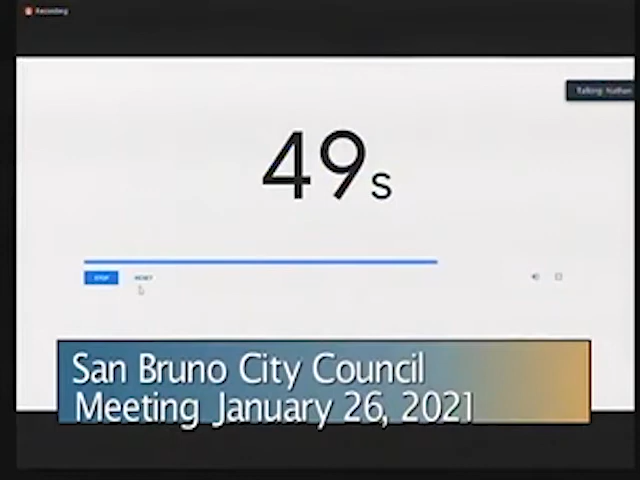 Recording
Talking: Nathan
49s
STOP
RESET
San Bruno City Council
Meeting January 26, 2021